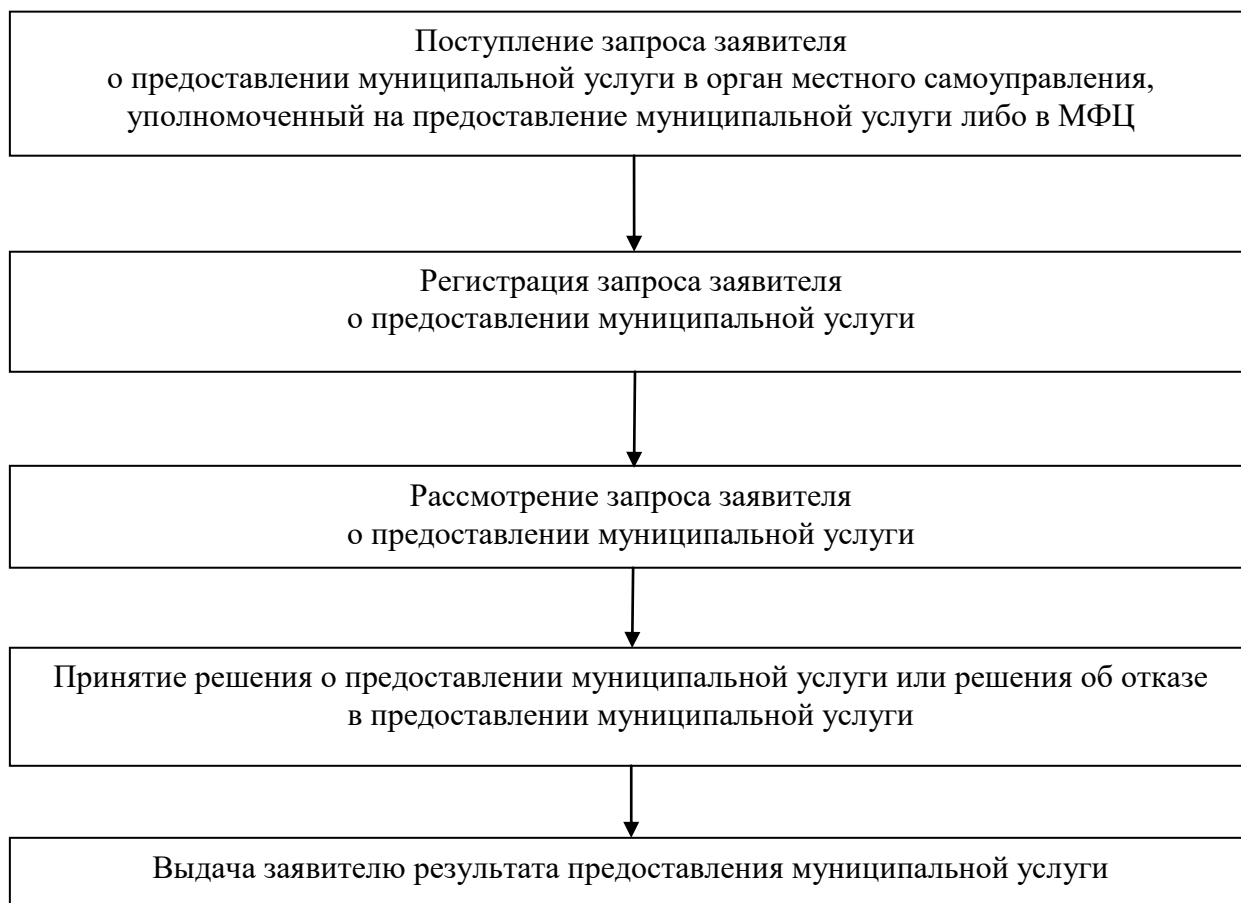 Поступление запроса заявителя
о предоставлении муниципальной услуги в орган местного самоуправления,
уполномоченный на предоставление муниципальной услуги либо в МФЦ
Регистрация запроса заявителя
о предоставлении муниципальной услуги
Рассмотрение запроса заявителя
о предоставлении муниципальной услуги
Принятие решения о предоставлении муниципальной услуги или решения об отказе
в предоставлении муниципальной услуги
Выдача заявителю результата предоставления муниципальной услуги